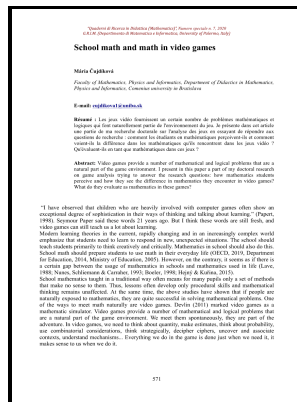 "Quaderni di Ricerca in Didattica (Mathematics)", Numero speciale n. 7, 2020
G.R.I.M. (Dipartimento di Matematica e Informatica, University of Palermo, Italy)
School math and math in video games
Mária Čujdíková
Faculty of Mathematics, Physics and Informatics, Department of Didactics in Mathematics,
Physics and Informatics, Comenius university in Bratislava
E-mail: cujdikova1@uniba.sk
Résumé : Les jeux vidéo fournissent un certain nombre de problèmes mathématiques et
logiques qui font naturellement partie de l'environnement du jeu. Je présente dans cet article
une partie de ma recherche doctorale sur l'analyse des jeux en essayant de répondre aux
questions de recherche : comment les étudiants en mathématiques perçoivent-ils et comment
voient-ils la différence dans les mathématiques qu'ils rencontrent dans les jeux vidéo ?
Qu'évaluent-ils en tant que mathématiques dans ces jeux ?
Abstract: Video games provide a number of mathematical and logical problems that are a
natural part of the game environment. I present in this paper a part of my doctoral research
on game analysis trying to answer the research questions: how mathematics students
perceive and how they see the difference in mathematics they encounter in video games?
What do they evaluate as mathematics in these games?
"I have observed that children who are heavily involved with computer games often show an
exceptional degree of sophistication in their ways of thinking and talking about learning." (Papert,
1998). Seymour Paper said these words 21 years ago. But I think these words are still fresh, and
video games can still teach us a lot about learning.
Modern learning theories in the current, rapidly changing and in an increasingly complex world
emphasize that students need to learn to respond in new, unexpected situations. The school should
teach students primarily to think creatively and critically. Mathematics in school should also do this.
School math should prepare students to use math in their everyday life (OECD, 2019, Department
for Education, 2014, Ministry of Education, 2005). However, on the contrary, it seems as if there is
a certain gap between the usage of mathematics in schools and mathematics used in life (Lave,
1988; Nunes, Schliemann & Carraher, 1993; Boaler, 1998; Hejný & Kuřina, 2015).
School mathematics taught in a traditional way often means for many pupils only a set of methods
that make no sense to them. Thus, lessons often develop only procedural skills and mathematical
thinking remains unaffected. At the same time, the above studies have shown that if people are
naturally exposed to mathematics, they are quite successful in solving mathematical problems. One
of the ways to meet math naturally are video games. Devlin (2011) marked video games as a
mathematic simulator. Video games provide a number of mathematical and logical problems that
are a natural part of the game environment. We meet them spontaneously, they are part of the
adventure. In video games, we need to think about quantity, make estimates, think about probability,
use combinatorial considerations, think strategically, decipher ciphers, uncover and associate
contexts, understand mechanisms... Everything we do in the game is done just when we need it, it
makes sense to us when we do it.
571